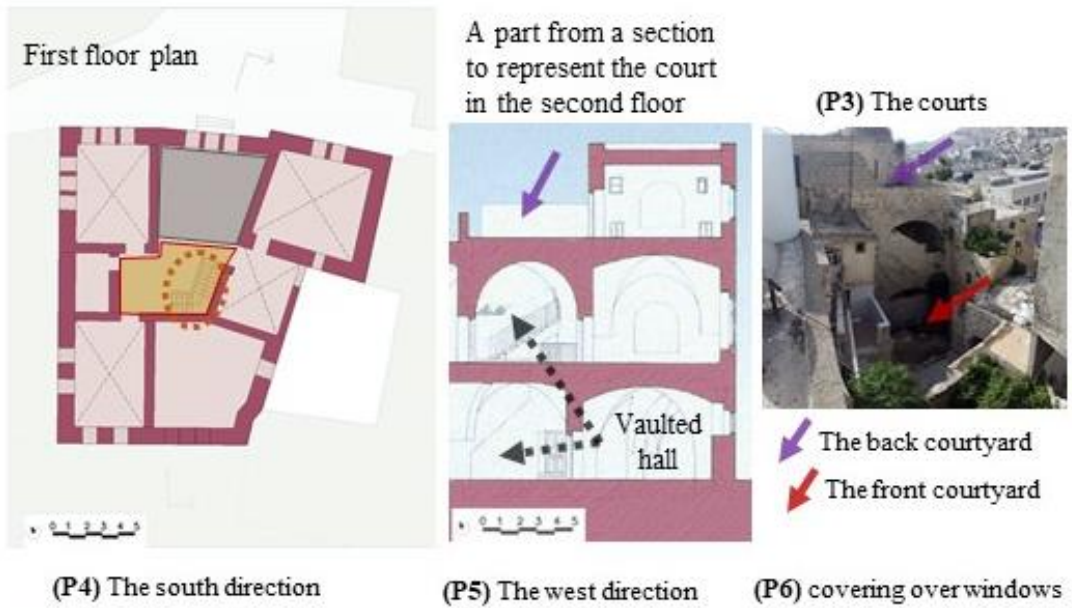 First floor plan
A part from a section
to represent the court
in the second floor
(P3) The courts
Vaulted
hall
The back courtyard
The front courtyard
0 1 2 3 4 5
0 1 2 3 4 5
(P4) The south direction
(P5) The west direction
(P6) covering over windows